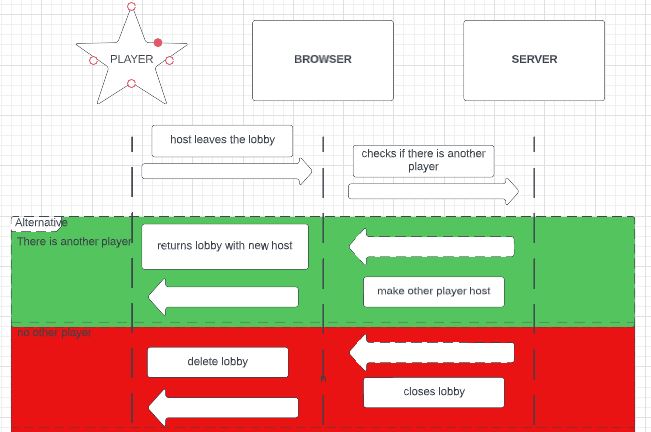 PLAYER
BROWSER
SERVER
host leaves the lobby
checks if there is another
player
Alternative
There is another player
returns lobby with new host
make other player host
no other player
delete lobby
closes lobby